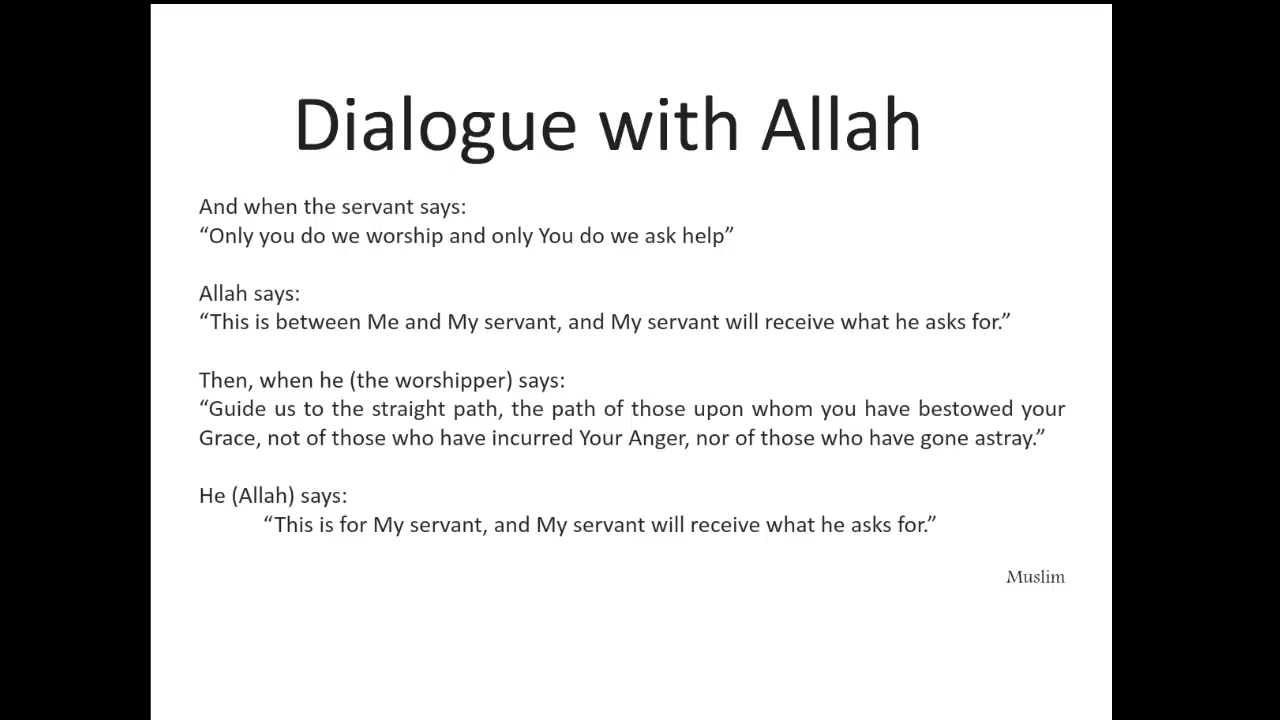 Dialogue with Allah
And when the servant says:
“Only you do we worship and only You do we ask help”
Allah says:
“This is between Me and My servant, and My servant will receive what he asks for.”
Then, when he (the worshipper) says:
“Guide us to the straight path, the path of those upon whom you have bestowed your
Grace, not of those who have incurred Your Anger, nor of those who have gone astray.”
He (Allah) says:
“This is for My servant, and My servant will receive what he asks for.”
Muslim